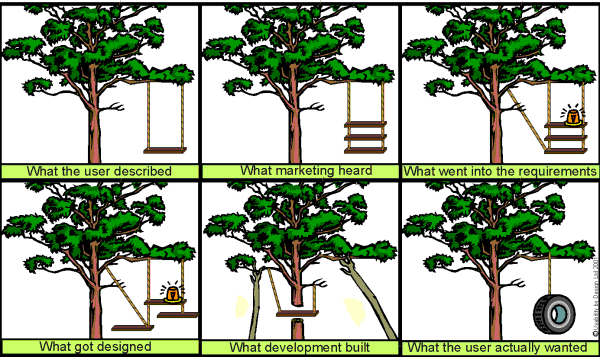 What the user described
What marketing heard
What went into the requirements
What got designed
What development built
What the user actually wanted